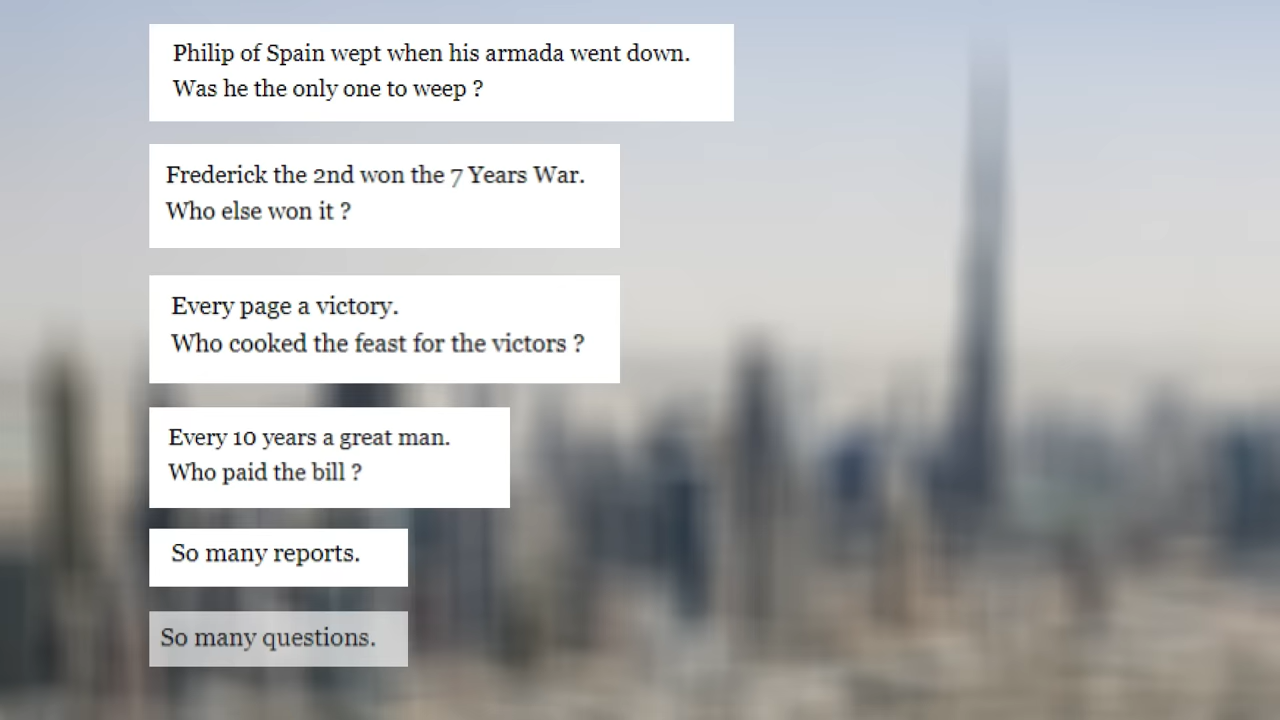 Philip of Spain wept when his armada went down.
Was he the only one to weep ?
Frederick the 2nd won the 7 Years War.
Who else won it ?
Every page a victory.
Who cooked the feast for the victors ?
Every 10 years a great man.
Who paid the bill ?
So many reports.
So many questions.